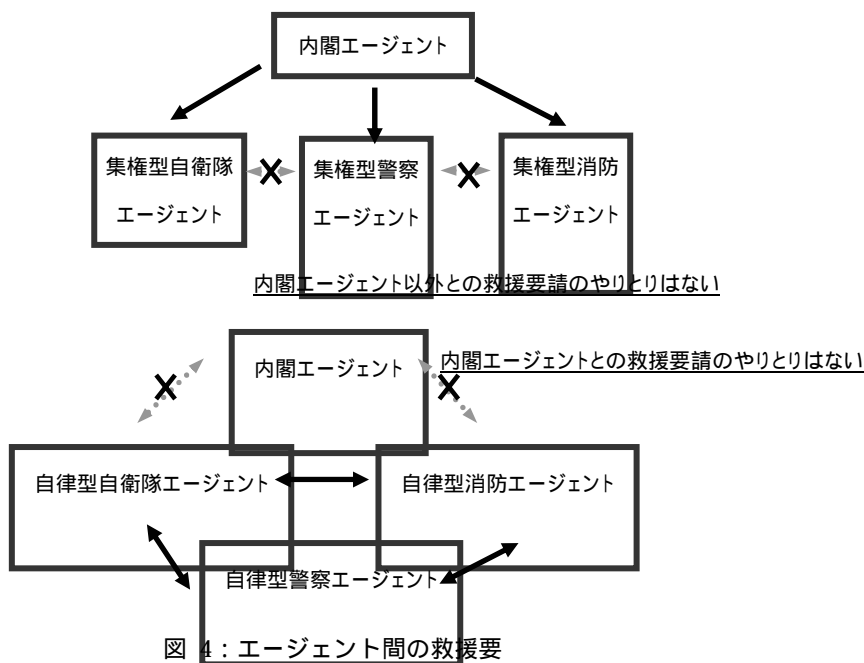 内閣エージェント
集権型自衛隊
エージェント
集権型警察
エージェント
集権型消防
エージェント
内閣エージェント以外との救援要請のやりとりはない
内閣エージェント
内閣エージェントとの救援要請のやりとりはない
自律型自衛隊エージェント
自律型消防エージェント
自律型警察エージェント
図 4：エージェント間の救援要